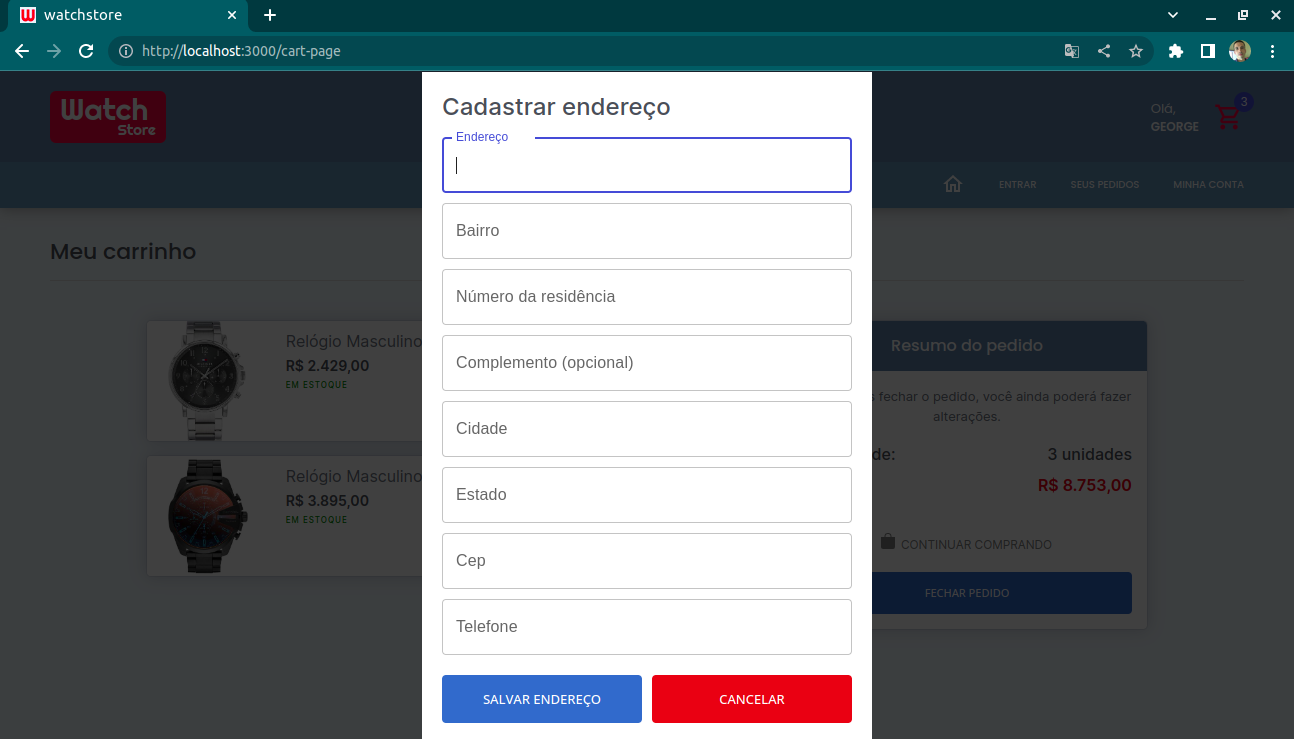 watchstore
http://localhost:3000/cart-page
Watch
Store
Olá,
GEORGE
3
ENTRAR
SEUS PEDIDOS
MINHA CONTA
Meu carrinho
Relógio Masculino
R$ 2.429,00
EM ESTOQUE
Relógio Masculino
R$ 3.895,00
EM ESTOQUE
Cadastrar endereço
Endereço
Bairro
Número da residência
Complemento (opcional)
Cidade
Estado
Cep
Telefone
SALVAR ENDEREÇO
CANCELAR
Resumo do pedido
s fechar o pedido, você ainda poderá fazer
alterações.
de:
3 unidades
R$ 8.753,00
CONTINUAR COMPRANDO
FECHAR PEDIDO